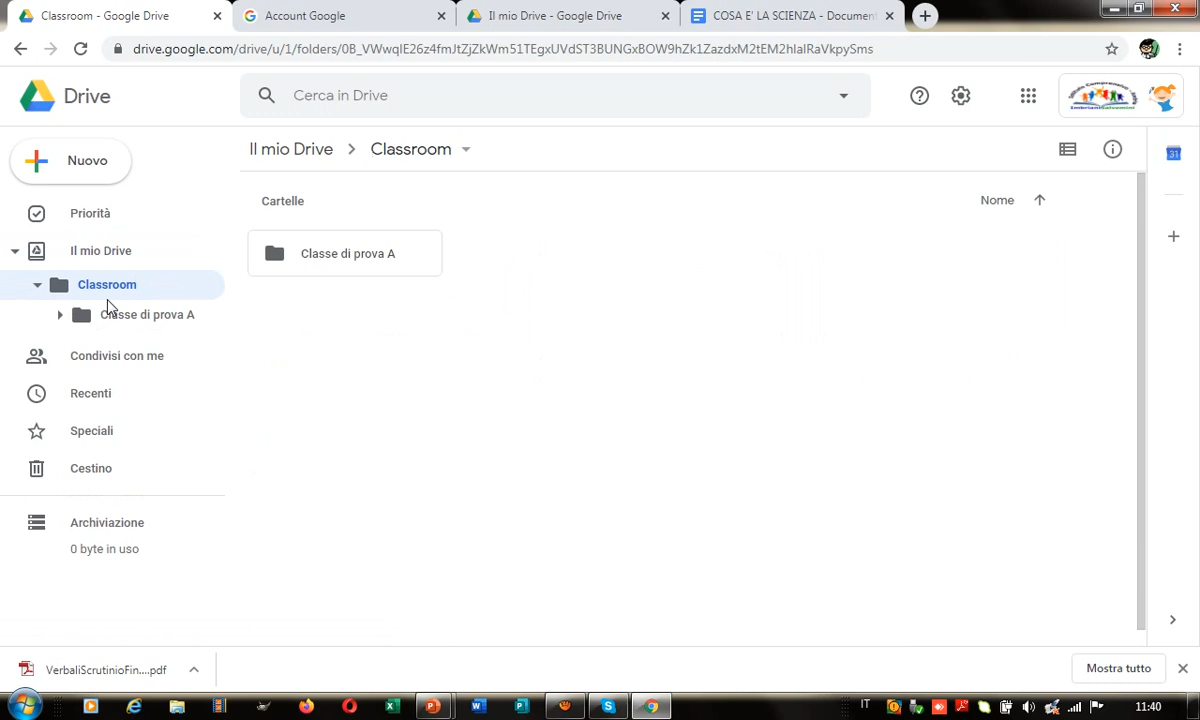 Classroom - Google Drive
Account Google
Il mio Drive - Google Drive
COSA E' LA SCIENZA - Document
drive.google.com/drive/u/1/folders/0B_VWwqlE26z4fmJtZjZkWm51TEgxUVdST3BUNGxBOW9hZk1ZazdxM2tEM2hlalRaVkpySms
Drive
Cerca in Drive
Nuovo
Il mio Drive
Classroom
31
Priorità
Cartelle
Nome
Il mio Drive
Classe di prova A
Classroom
Classe di prova A
Condivisi con me
Recenti
Speciali
Cestino
Archiviazione
0 byte in uso
VerbaliScrutinioFin....pdf
Mostra tutto
IT
11:40